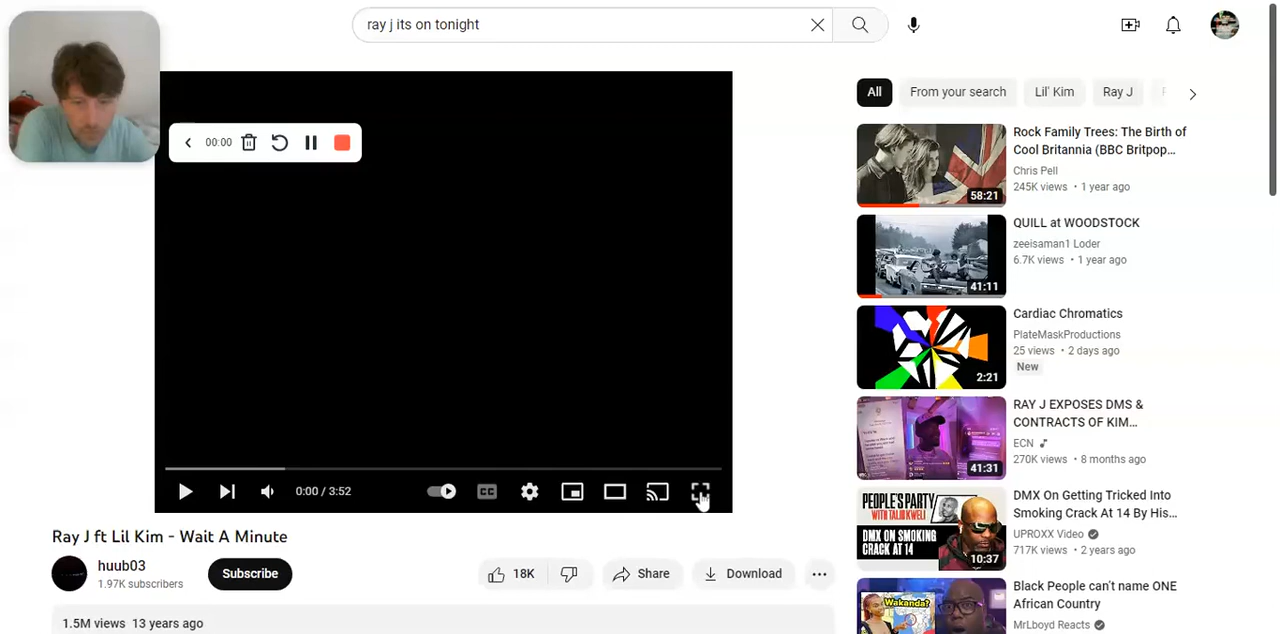 ray j its on tonight
00:00
0:00 / 3:52
CC
Ray J ft Lil Kim - Wait A Minute
huub03
1.97K subscribers
Subscribe
18K
Share
Download
1.5M views 13 years ago
All
From your search
Lil' Kim
Ray J
Rock Family Trees: The Birth of
Cool Britannia (BBC Britpop...
Chris Pell
245K views • 1 year ago
58:21
QUILL at WOODSTOCK
zeeisaman1 Loder
6.7K views • 1 year ago
41:11
Cardiac Chromatics
PlateMaskProductions
25 views • 2 days ago
New
2:21
RAY J EXPOSES DMS &
CONTRACTS OF KIM...
ECN
270K views • 8 months ago
41:31
PEOPLE'S PARTY
WITH TALIB KWELI
DMX ON SMOKING
CRACK AT 14
10:37
DMX On Getting Tricked Into
Smoking Crack At 14 By His...
UPROXX Video
717K views • 2 years ago
Wakanda?
Black People can't name ONE
African Country
MrLboyd Reacts